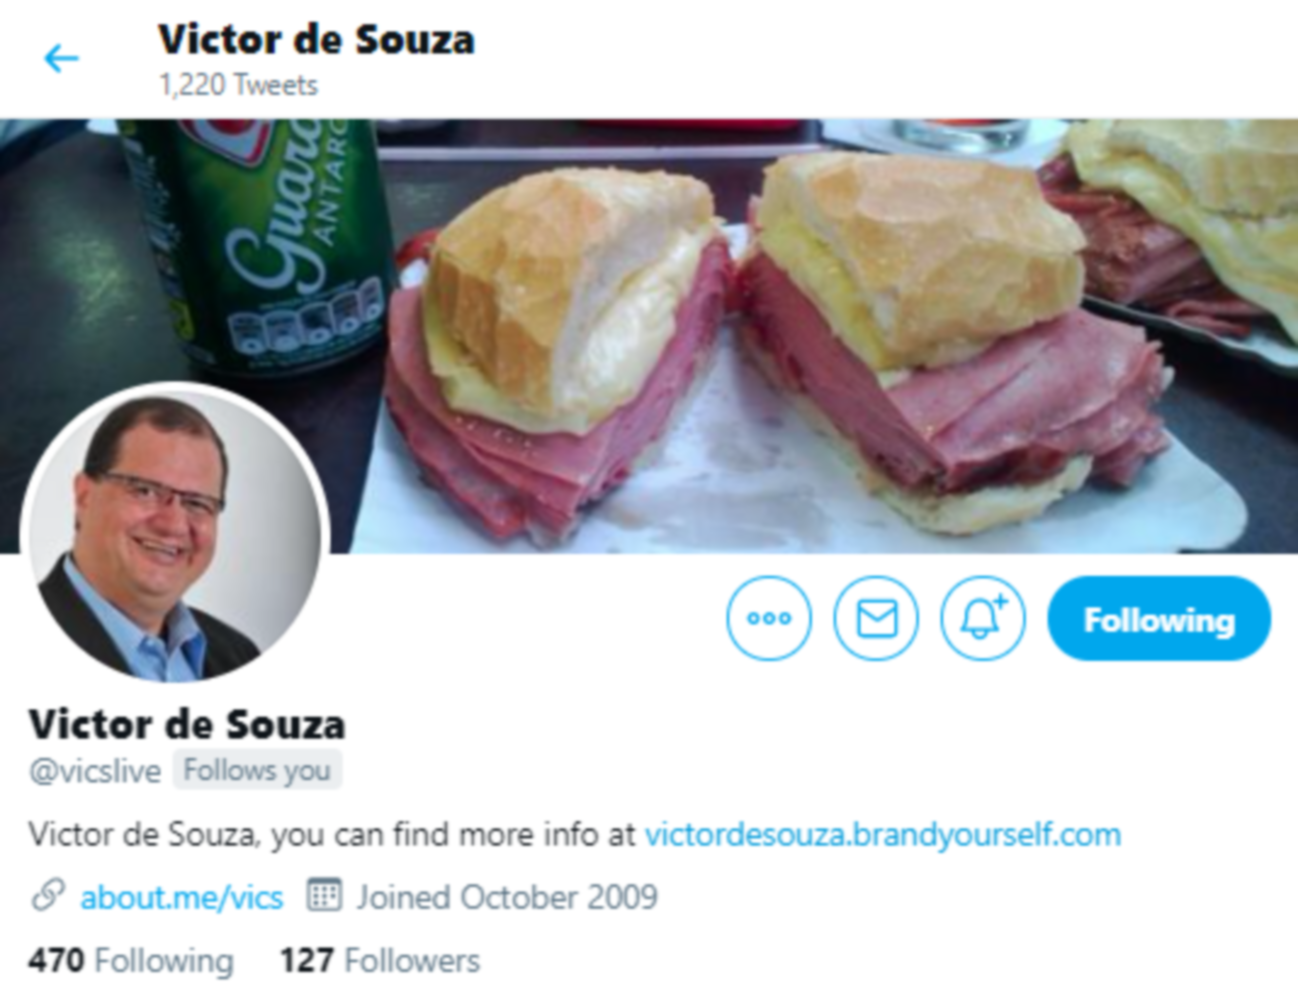 Victor de Souza
1,220 Tweets
Guara
ANTARC
Following
Victor de Souza
@vicslive Follows you
Victor de Souza, you can find more info at victordesouza.brandyourself.com
about.me/vics Joined October 2009
470 Following 127 Followers